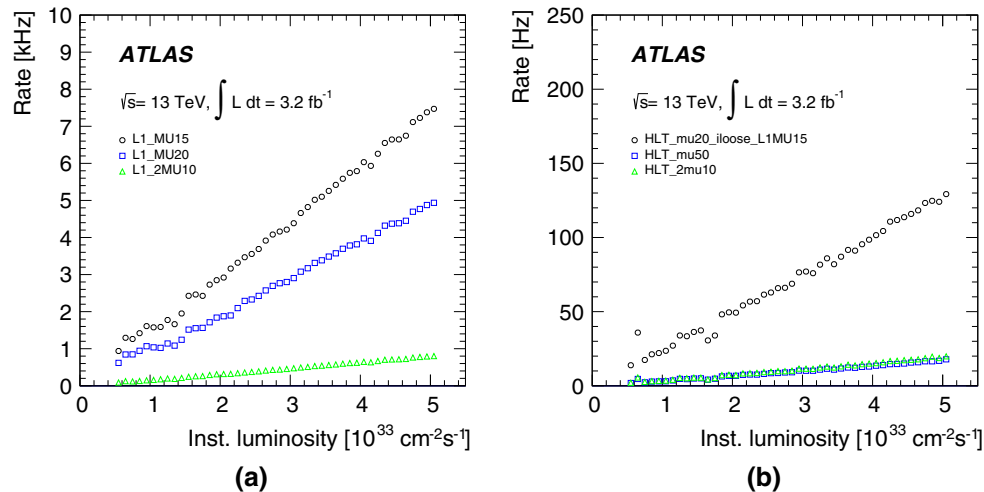 Rate [kHz]
10
9
8
7
6
5
4
3
2
1
0
ATLAS
√s= 13 TeV, ∫ L dt = 3.2 fb⁻¹
L1_MU15
L1_MU20
L1_2MU10
0 1 2 3 4 5
Inst. luminosity [10³³ cm⁻²s⁻¹]
(a)
Rate [Hz]
250
200
150
100
50
0
ATLAS
√s= 13 TeV, ∫ L dt = 3.2 fb⁻¹
HLT_mu20_iloose_L1MU15
HLT_mu50
HLT_2mu10
0 1 2 3 4 5
Inst. luminosity [10³³ cm⁻²s⁻¹]
(b)